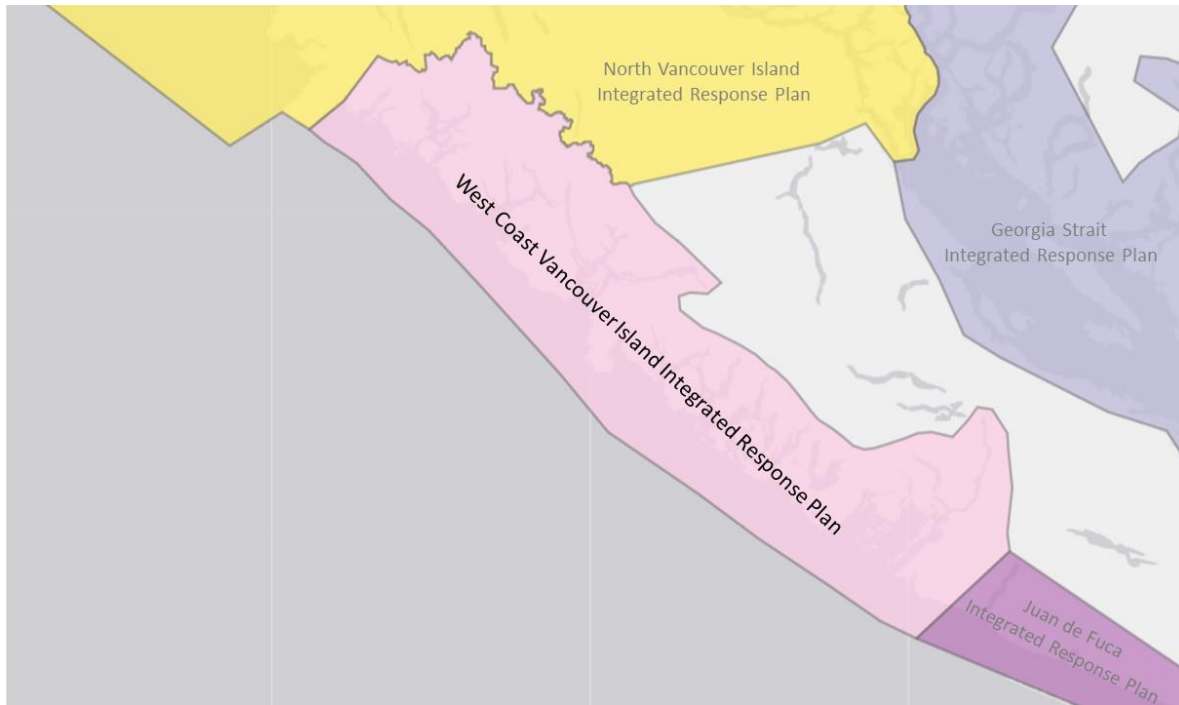 North Vancouver Island
Integrated Response Plan
Georgia Strait
Integrated Response Plan
West Coast Vancouver Island Integrated Response Plan
Juan de Fuca
Integrated Response Plan